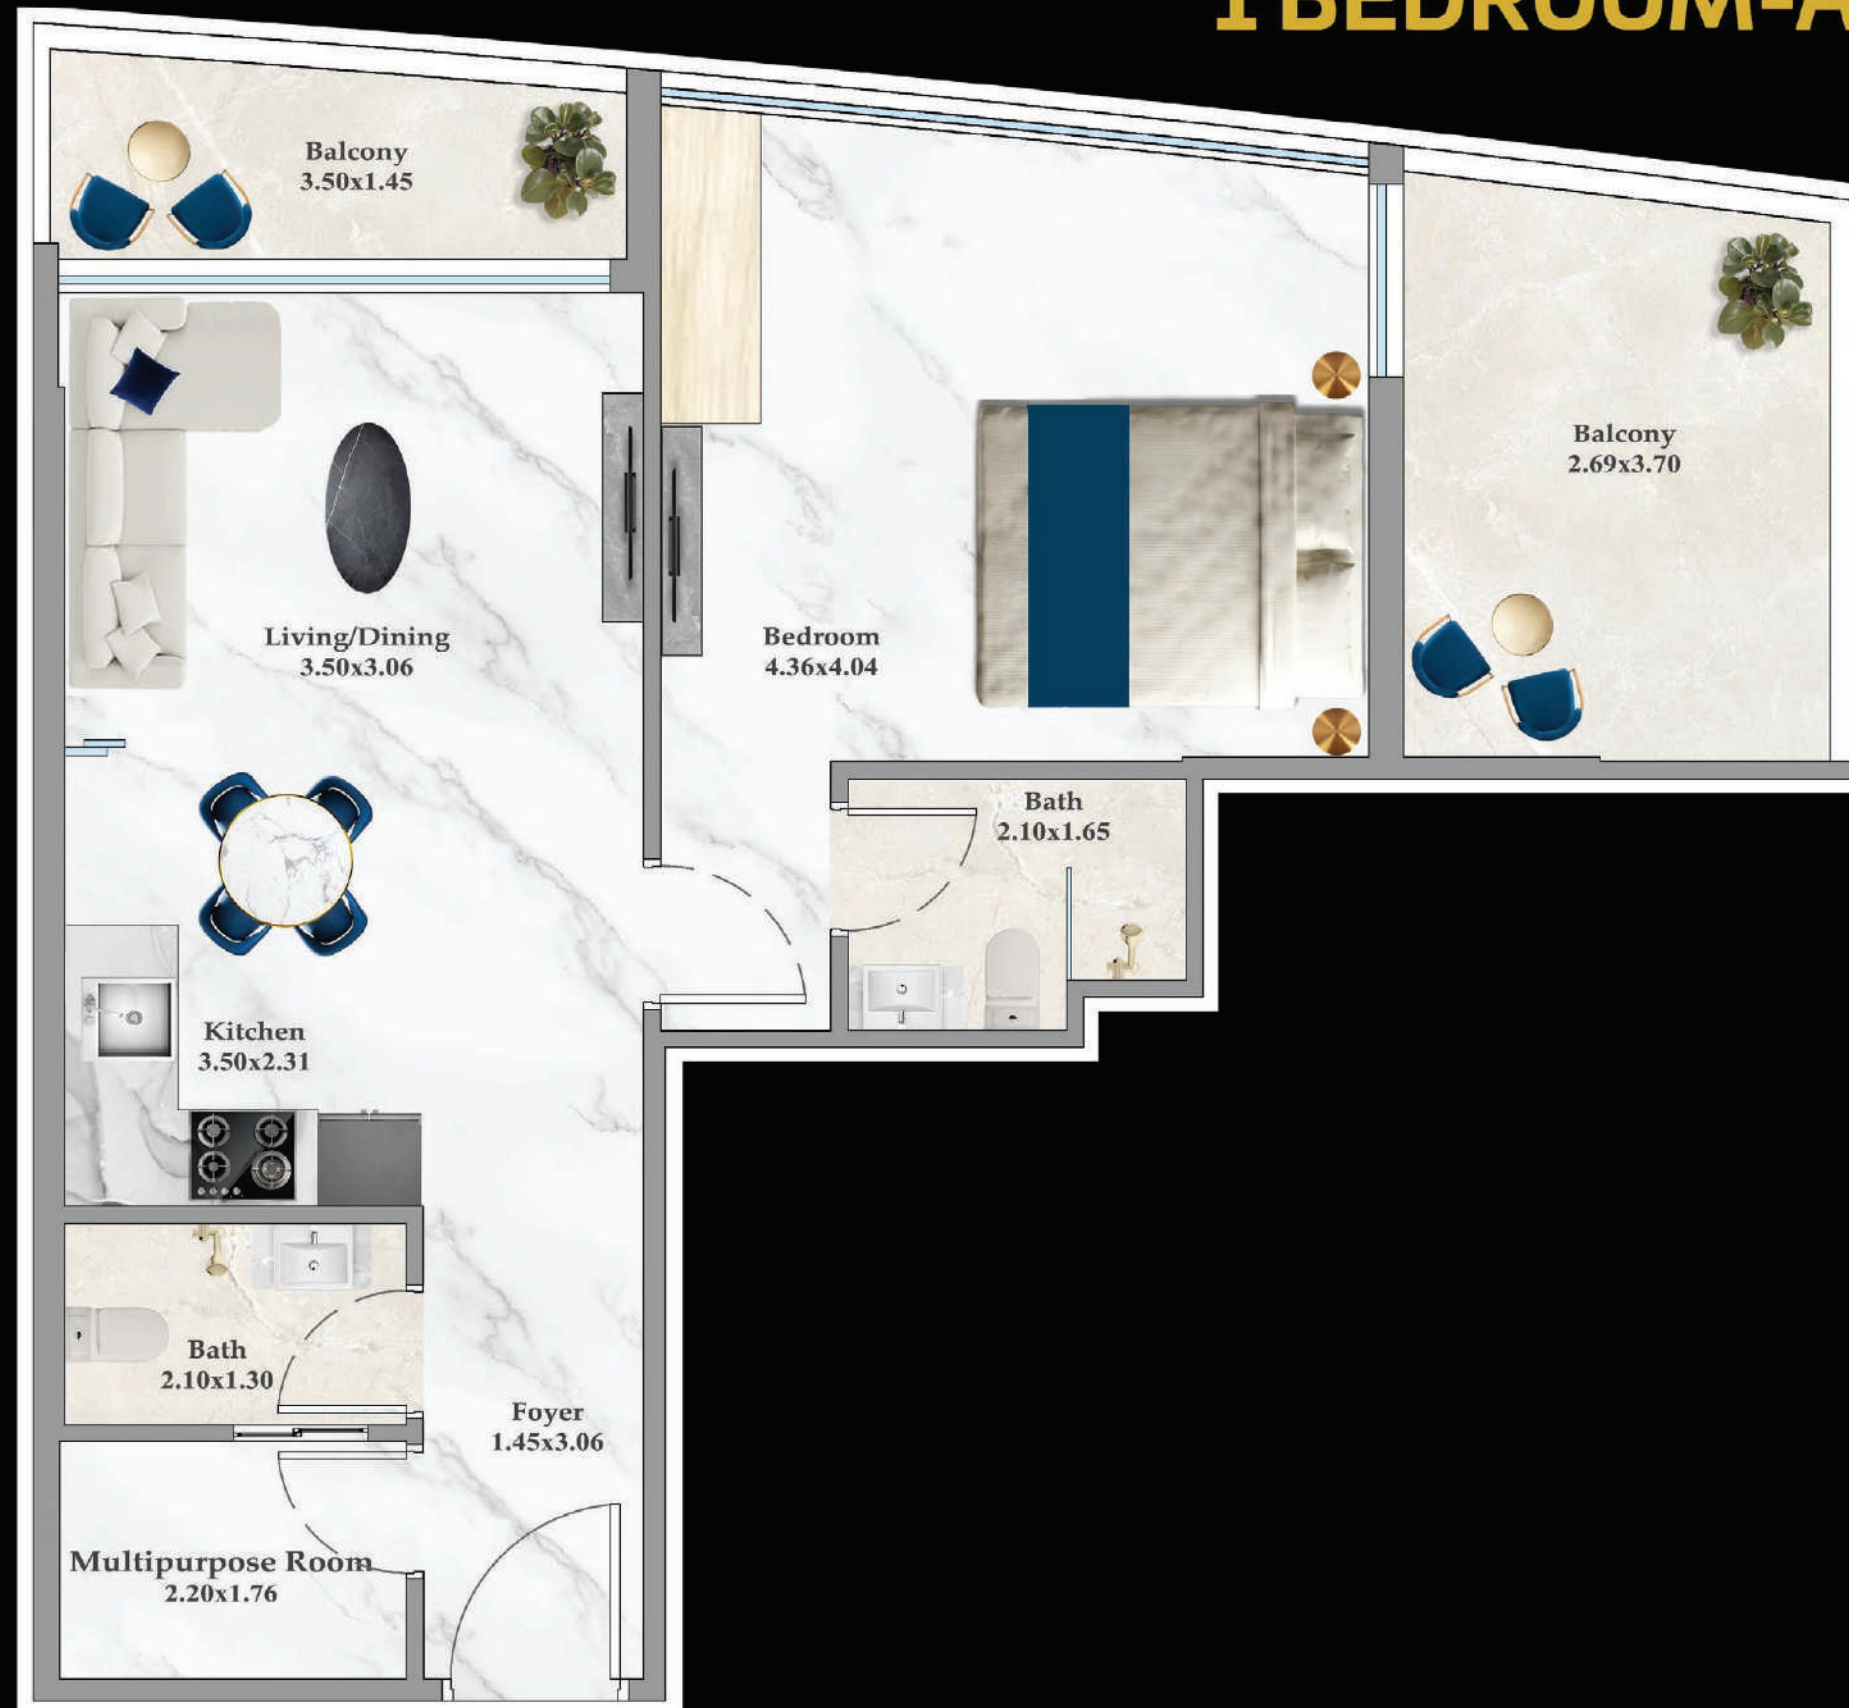 1 BEDROOM-A
Balcony
3.50x1.45
Balcony
2.69x3.70
Living/Dining
3.50x3.06
Bedroom
4.36x4.04
Bath
2.10x1.65
Kitchen
3.50x2.31
Bath
2.10x1.30
Foyer
1.45x3.06
Multipurpose Room
2.20x1.76